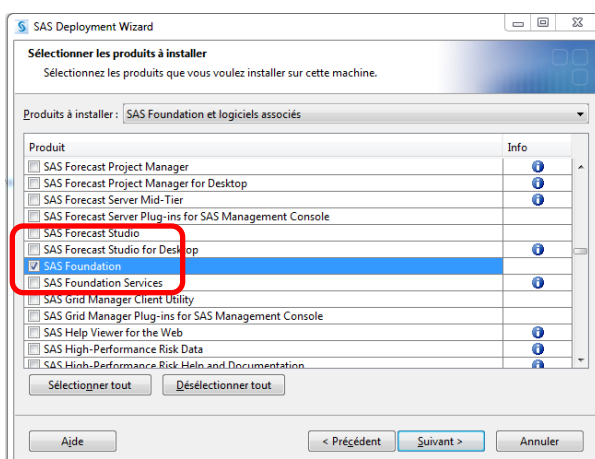 SAS Deployment Wizard
Sélectionner les produits à installer
Sélectionnez les produits que vous voulez installer sur cette machine.
Produits à installer : SAS Foundation et logiciels associés
Produit Info
SAS Forecast Project Manager
SAS Forecast Project Manager for Desktop
SAS Forecast Server Mid-Tier
SAS Forecast Server Plug-ins for SAS Management Console
SAS Forecast Studio
SAS Forecast Studio for Desktop
SAS Foundation
SAS Foundation Services
SAS Grid Manager Client Utility
SAS Grid Manager Plug-ins for SAS Management Console
SAS Help Viewer for the Web
SAS High-Performance Risk Data
SAS High-Performance Risk Help and Documentation
Sélectionner tout Désélectionner tout
Aide < Précédent Suivant > Annuler